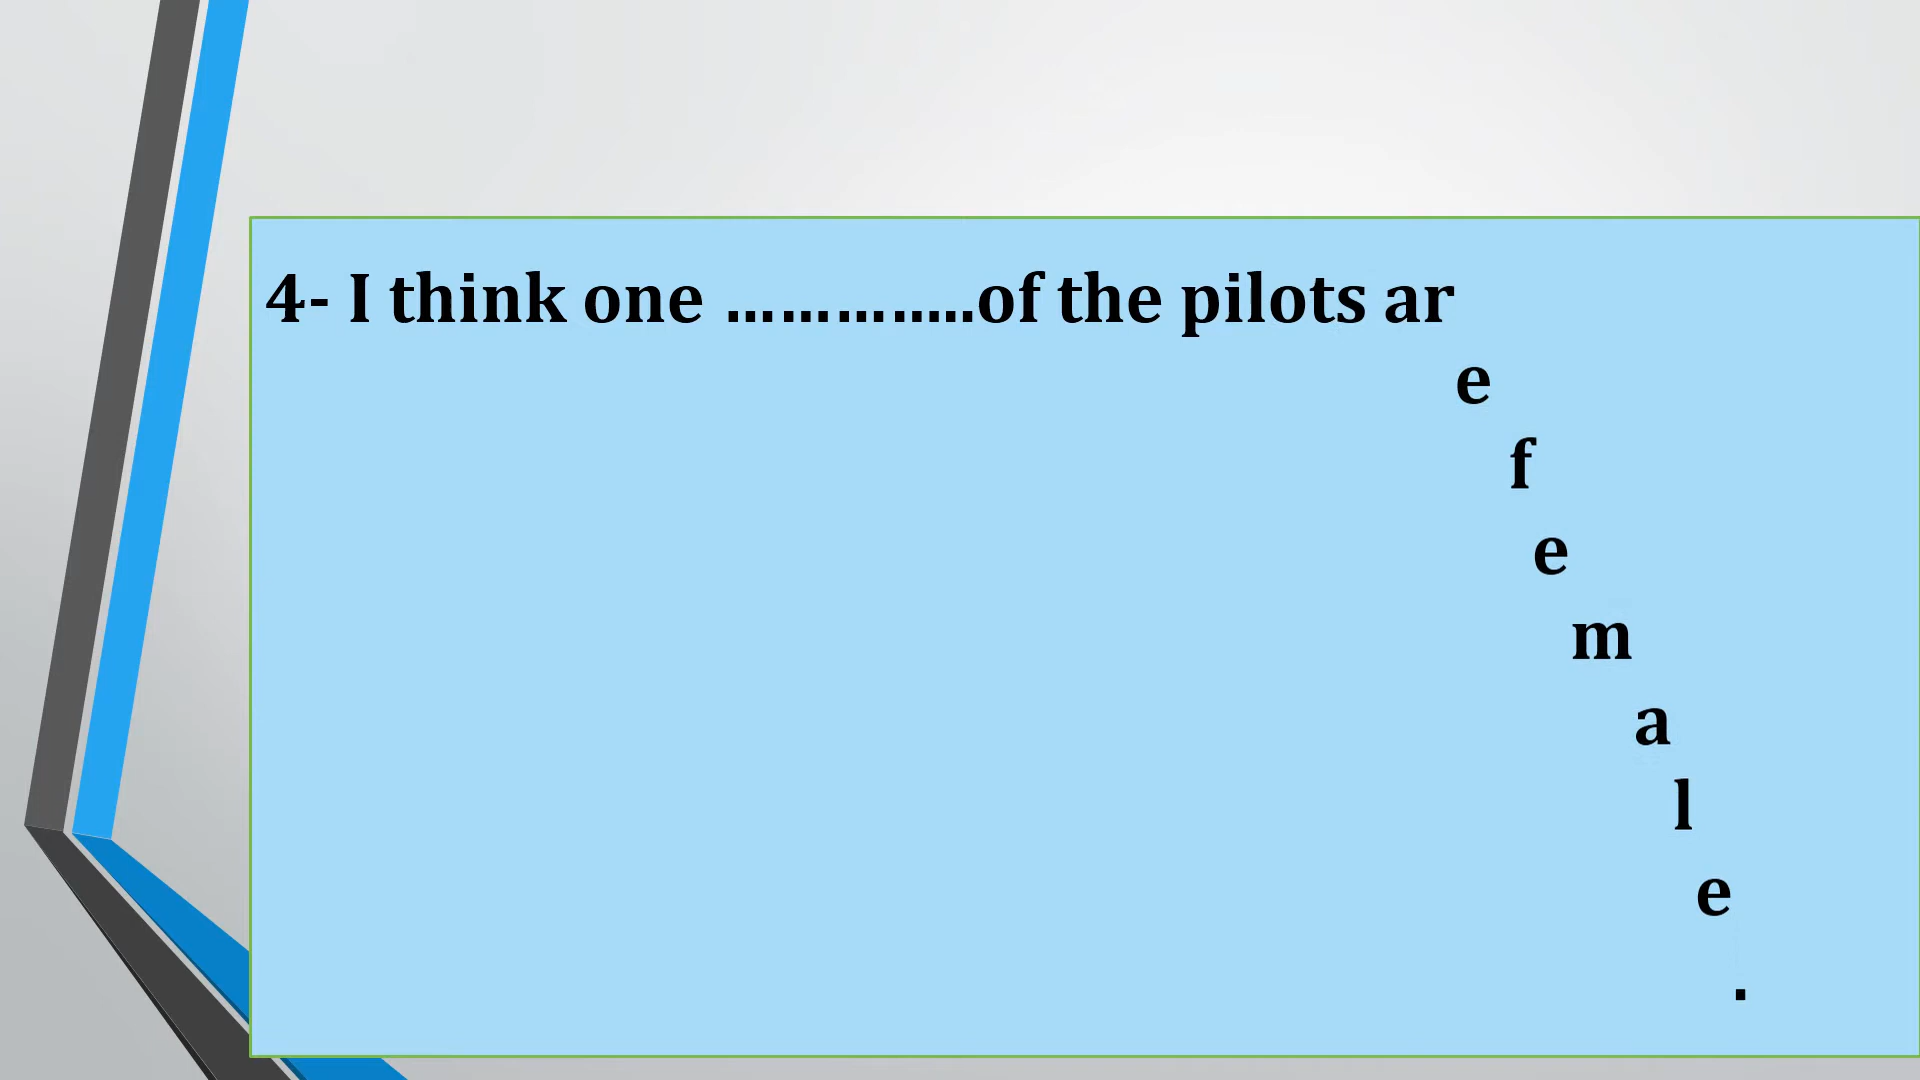 4- I think one …………..of the pilots ar
e
f
e
m
a
l
e
.